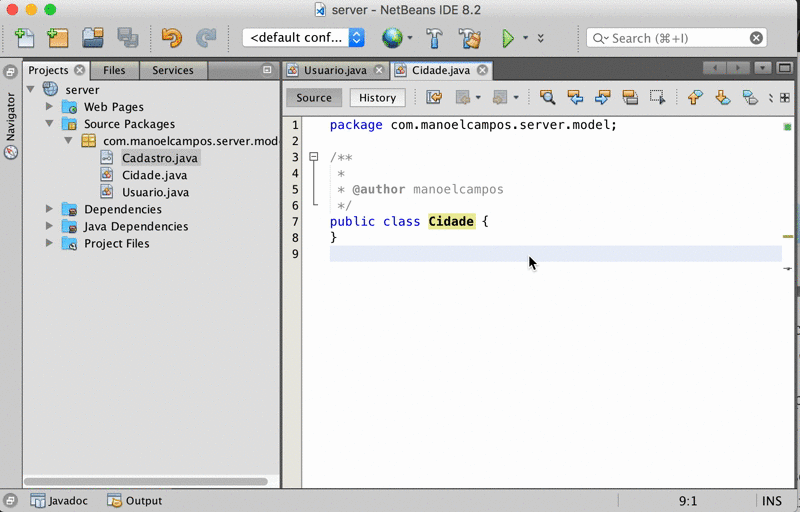 server - NetBeans IDE 8.2
<default conf...
Search (⌘+I)
Projects
Files
Services
Usuario.java
Cidade.java
Navigator
server
Web Pages
Source Packages
com.manoelcampos.server.mod
Cadastro.java
Cidade.java
Usuario.java
Dependencies
Java Dependencies
Project Files
Source
History
1 package com.manoelcampos.server.model;
2
3 /**
4 *
5 * @author manoelcampos
6 */
7 public class Cidade {
8 }
9
Javadoc
Output
9:1
INS